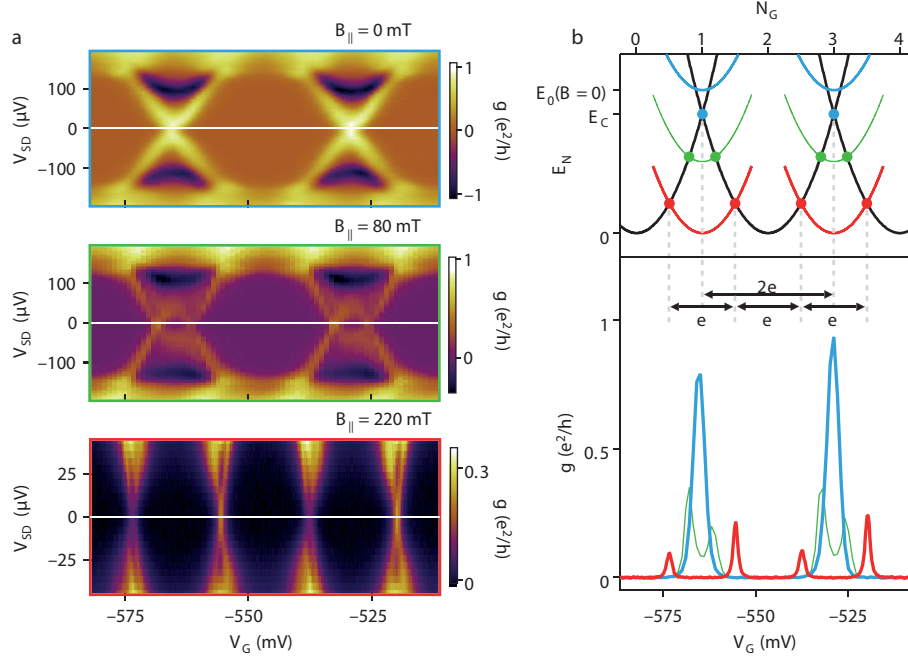 a
B|| = 0 mT
100
0
−100
V_SD (µV)
1
−1
g (e²/h)
B|| = 80 mT
100
0
−100
V_SD (µV)
1
0
g (e²/h)
B|| = 220 mT
25
0
−25
V_SD (µV)
0.3
0
g (e²/h)
−575
−550
−525
V_G (mV)
b
N_G
0 1 2 3 4
E_0(B = 0)
E_C
E_N
0
2e
e e e
1
0.5
0
g (e²/h)
−575
−550
−525
V_G (mV)